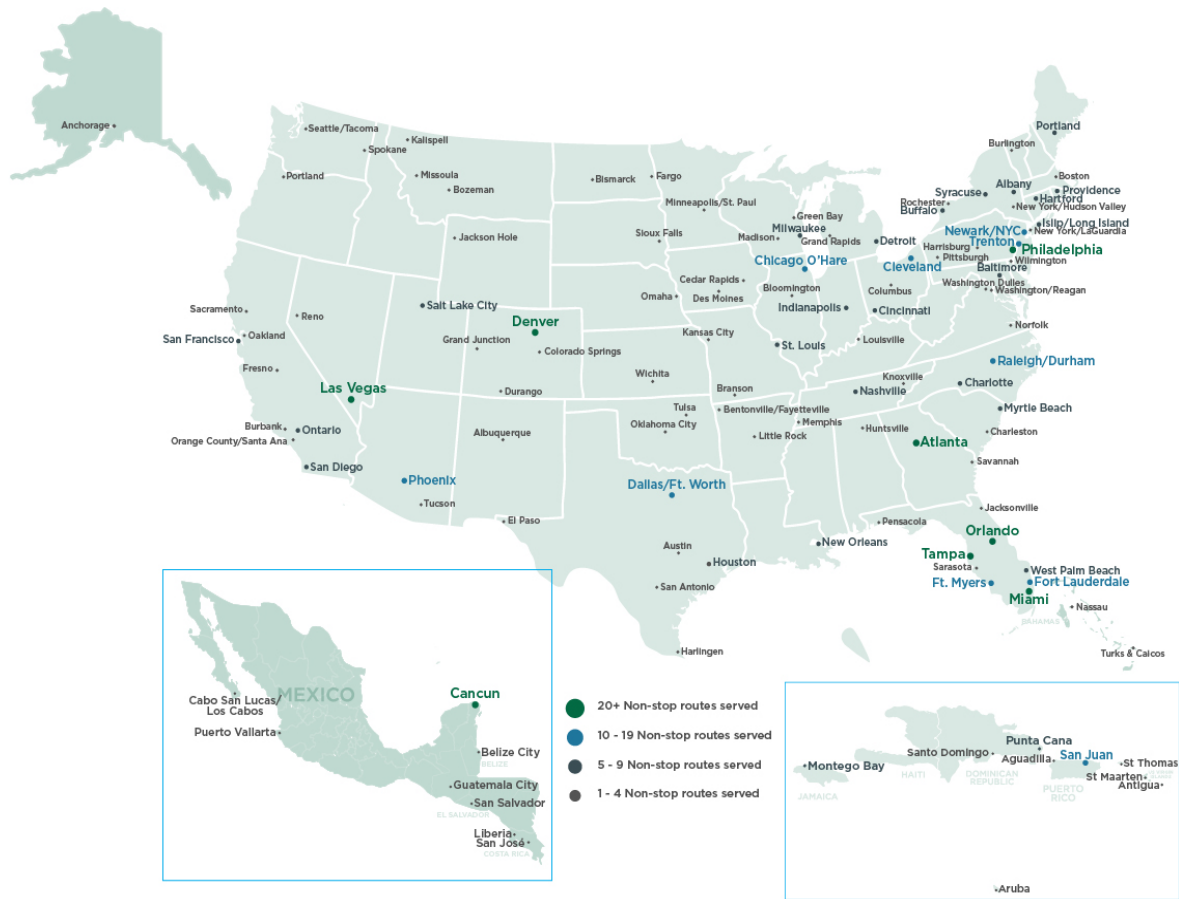 Anchorage
Seattle/Tacoma
Spokane
Kalispell
Portland
Missoula
Bozeman
Bismarck
Fargo
Minneapolis/St. Paul
Jackson Hole
Sioux Falls
Green Bay
Milwaukee
Madison
Grand Rapids
Detroit
Chicago O'Hare
Portland
Burlington
Boston
Albany
Providence
Syracuse
Hartford
Rochester
New York/Hudson Valley
Buffalo
Islip/Long Island
Newark/NYC
New York/LaGuardia
Trenton
Harrisburg
Philadelphia
Pittsburgh
Wilmington
Cleveland
Baltimore
Washington Dulles
Washington/Reagan
Columbus
Cedar Rapids
Bloomington
Des Moines
Omaha
Indianapolis
Cincinnati
Sacramento
Reno
Salt Lake City
Denver
San Francisco
Oakland
Grand Junction
Colorado Springs
Kansas City
St. Louis
Louisville
Norfolk
Fresno
Las Vegas
Durango
Wichita
Branson
Knoxville
Raleigh/Durham
Nashville
Charlotte
Burbank
Ontario
Orange County/Santa Ana
Albuquerque
Tulsa
Oklahoma City
Bentonville/Fayetteville
Memphis
Little Rock
Huntsville
Myrtle Beach
Charleston
Atlanta
San Diego
Phoenix
Tucson
El Paso
Dallas/Ft. Worth
Savannah
Jacksonville
Pensacola
Orlando
New Orleans
Tampa
Austin
Houston
Sarasota
West Palm Beach
San Antonio
Ft. Myers
Fort Lauderdale
Miami
Nassau
BAHAMAS
Harlingen
Turks & Caicos
MEXICO
Cancun
Cabo San Lucas/
Los Cabos
Puerto Vallarta
Belize City
BELIZE
Guatemala City
San Salvador
EL SALVADOR
Liberia
San José
COSTA RICA
20+ Non-stop routes served
10 - 19 Non-stop routes served
5 - 9 Non-stop routes served
1 - 4 Non-stop routes served
Punta Cana
Santo Domingo
Aguadilla
San Juan
Montego Bay
St Thomas
St Maarten
Antigua
JAMAICA
HAITI
DOMINICAN
REPUBLIC
PUERTO
RICO
Aruba